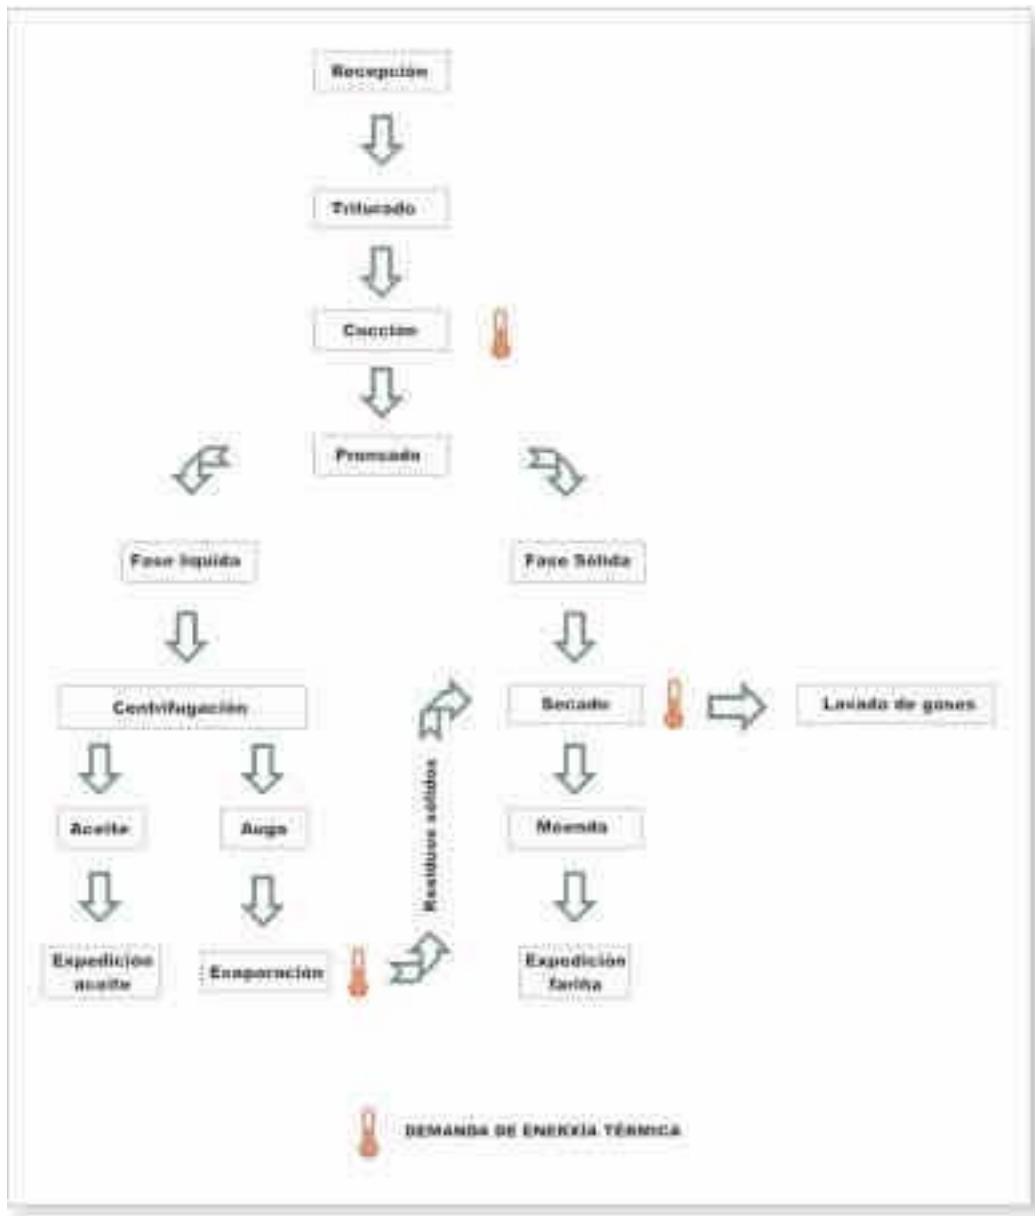 Recepción
Triturado
Cocción
Prensado
Fase líquida
Fase Sólida
Centrifugación
Secado
Lavado de gases
Residuos sólidos
Aceite
Auga
Moenda
Expedición
aceite
Evaporación
Expedición
fariña
DEMANDA DE ENERXÍA TÉRMICA